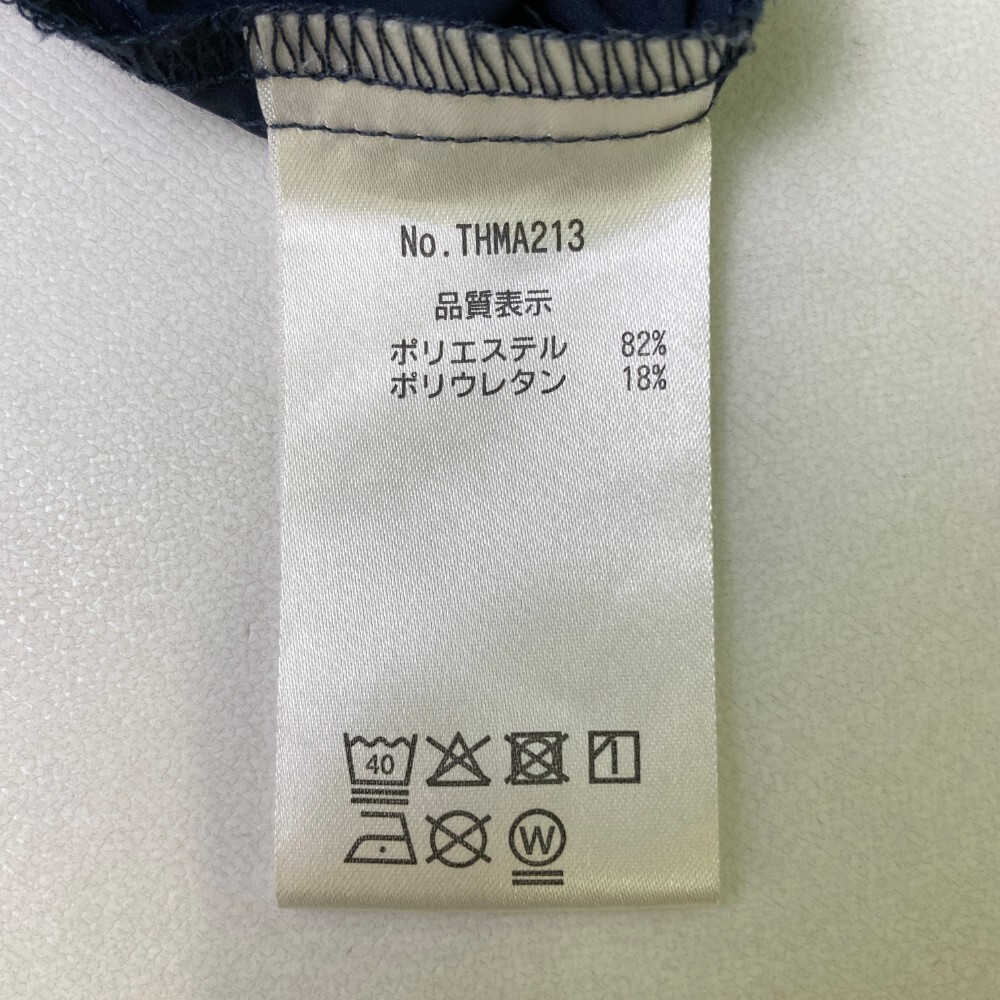 No.THMA213
品質表示
ポリエステル 82%
ポリウレタン 18%
40
W